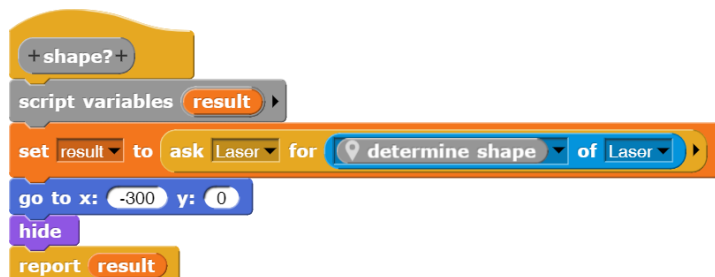 +shape?+
script variables result
set result to ask Laser for determine shape of Laser
go to x: -300 y: 0
hide
report result